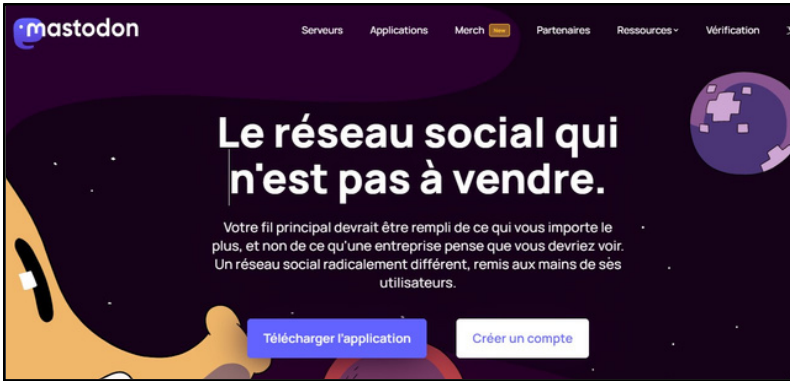 mastodon
Serveurs Applications Merch New Partenaires Ressources Vérification
Le réseau social qui
n'est pas à vendre.
Votre fil principal devrait être rempli de ce qui vous importe le
plus, et non de ce qu'une entreprise pense que vous devriez voir.
Un réseau social radicalement différent, remis aux mains de ses
utilisateurs.
Télécharger l'application Créer un compte